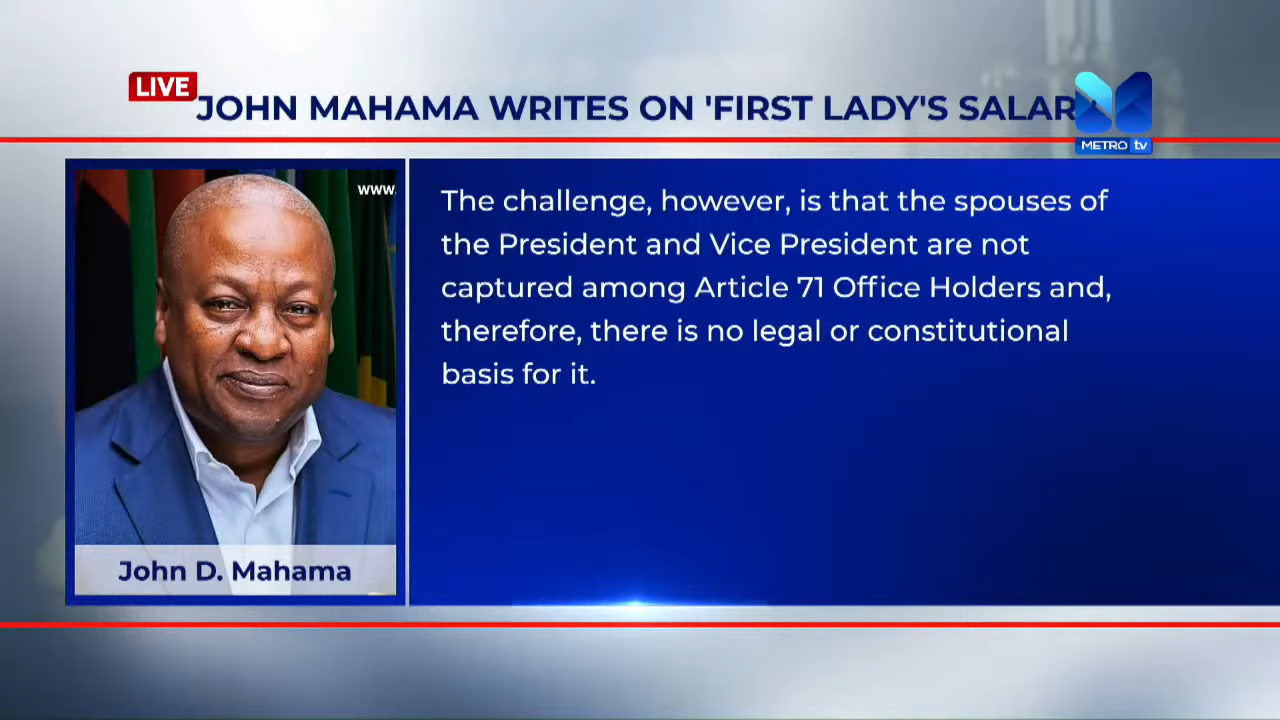 LIVE
JOHN MAHAMA WRITES ON 'FIRST LADY'S SALAR
METRO tv
www.
The challenge, however, is that the spouses of
the President and Vice President are not
captured among Article 71 Office Holders and,
therefore, there is no legal or constitutional
basis for it.
John D. Mahama